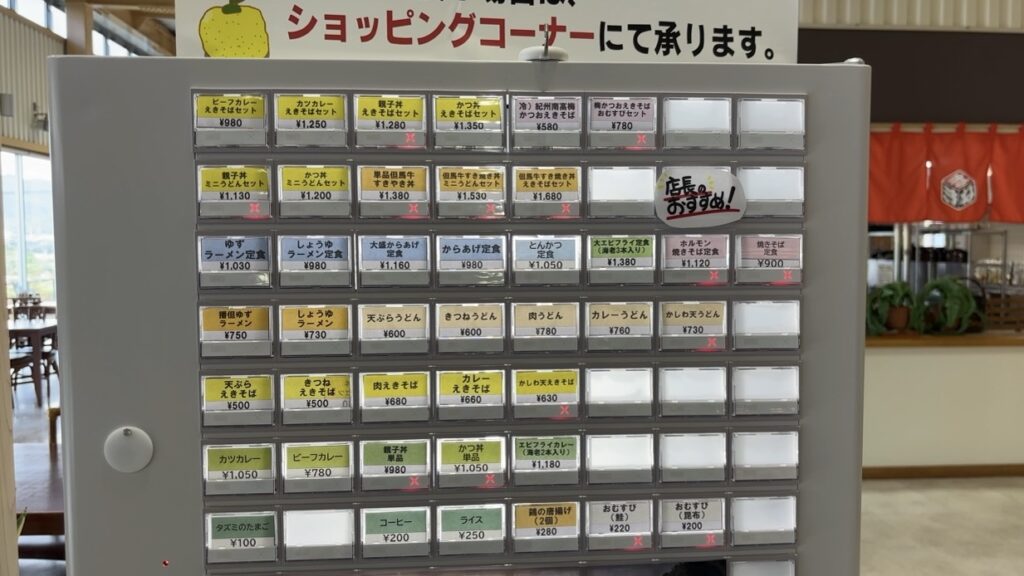 ショッピングコーナーにて承ります。
ビーフカレー
えきそばセット
¥980
カツカレー
えきそばセット
¥1,250
親子丼
えきそばセット
¥1,280
かつ丼
えきそばセット
¥1,350
冷）紀州南高梅
かつおえきそば
¥580
梅かつおえきそば
おむすびセット
¥780
親子丼
ミニうどんセット
¥1,130
かつ丼
ミニうどんセット
¥1,200
単品但馬牛
すきやき丼
¥1,380
但馬牛すき焼き丼
ミニうどんセット
¥1,530
但馬牛すき焼き丼
えきそばセット
¥1,680
店長の
おすすめ!
ゆず
ラーメン定食
¥1,030
しょうゆ
ラーメン定食
¥980
大盛からあげ
定食
¥1,160
からあげ定食
¥980
とんかつ
定食
¥1,050
大エビフライ定食
(海老3本入り)
¥1,380
ホルモン
焼きそば定食
¥1,120
焼きそば
定食
¥900
播但ゆず
ラーメン
¥750
しょうゆ
ラーメン
¥730
天ぷらうどん
¥600
きつねうどん
¥600
肉うどん
¥780
カレーうどん
¥760
かしわ天うどん
¥730
天ぷら
えきそば
¥500
きつね
えきそば
¥500
肉えきそば
¥680
カレー
えきそば
¥660
かしわ天えきそば
¥630
カツカレー
¥1,050
ビーフカレー
¥780
親子丼
単品
¥980
かつ丼
単品
¥1,050
エビフライカレー
(海老2本入り)
¥1,180
タズミのたまご
¥100
コーヒー
¥200
ライス
¥250
鶏の唐揚げ
(2個)
¥280
おむすび
(鮭)
¥220
おむすび
(昆布)
¥200